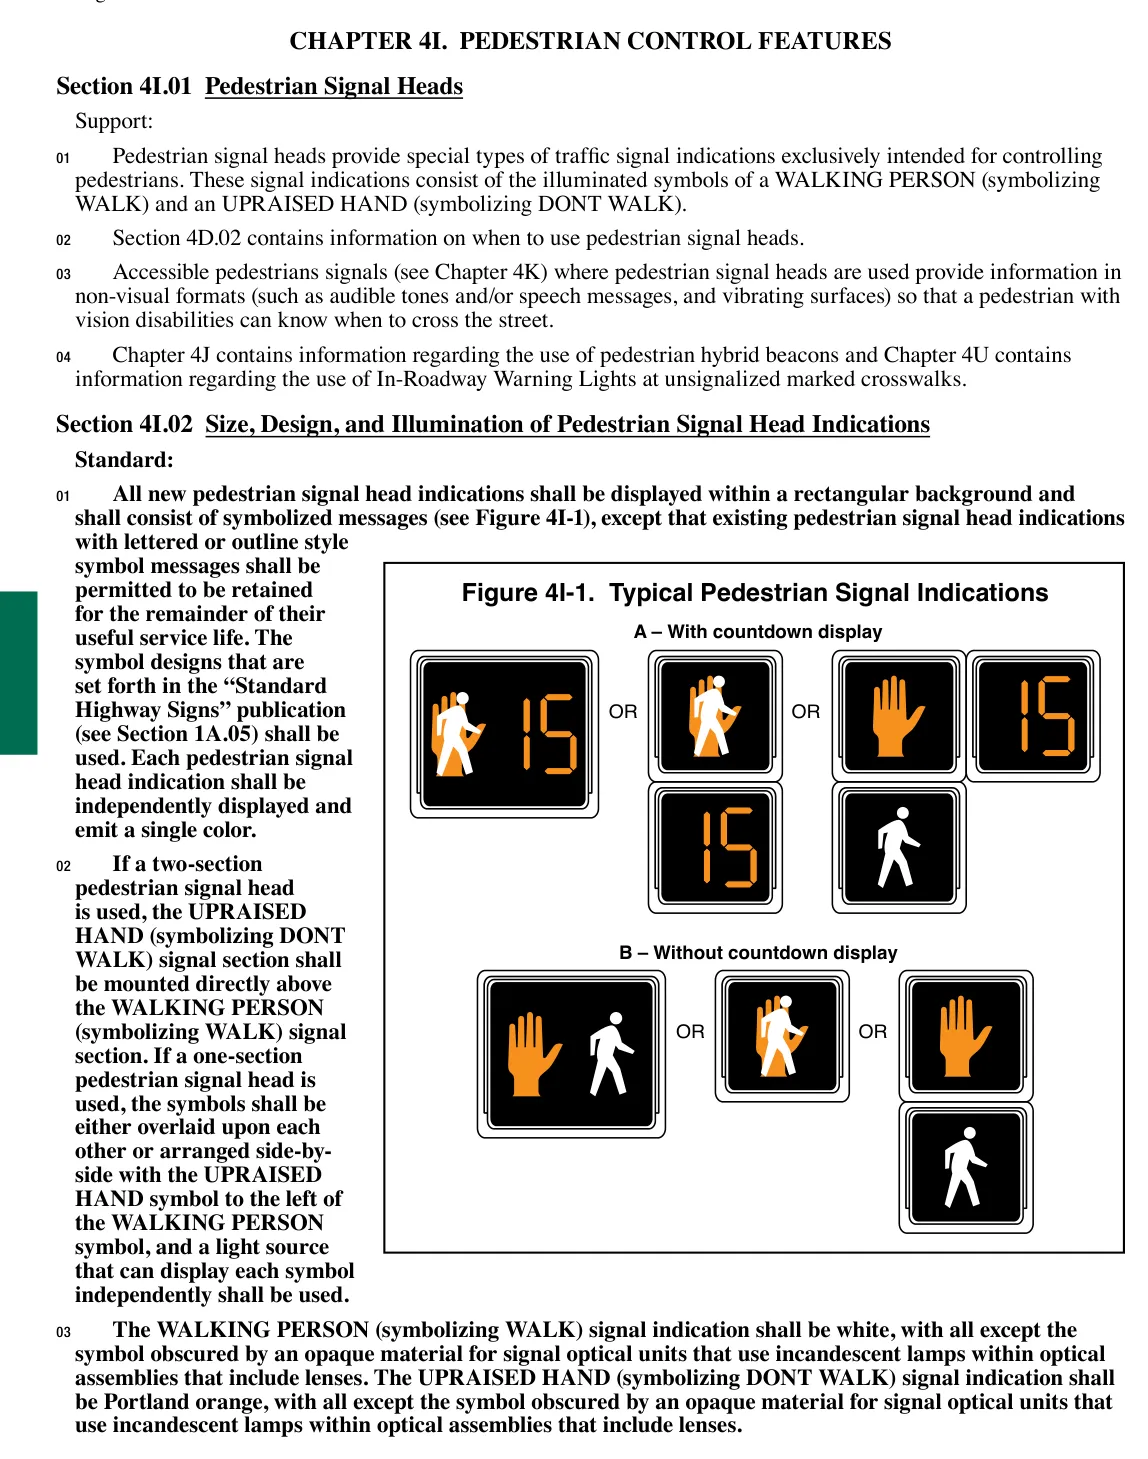 CHAPTER 4I. PEDESTRIAN CONTROL FEATURES
Section 4I.01 Pedestrian Signal Heads
Support:
01 Pedestrian signal heads provide special types of traffic signal indications exclusively intended for controlling
pedestrians. These signal indications consist of the illuminated symbols of a WALKING PERSON (symbolizing
WALK) and an UPRAISED HAND (symbolizing DONT WALK).
02 Section 4D.02 contains information on when to use pedestrian signal heads.
03 Accessible pedestrians signals (see Chapter 4K) where pedestrian signal heads are used provide information in
non-visual formats (such as audible tones and/or speech messages, and vibrating surfaces) so that a pedestrian with
vision disabilities can know when to cross the street.
04 Chapter 4J contains information regarding the use of pedestrian hybrid beacons and Chapter 4U contains
information regarding the use of In-Roadway Warning Lights at unsignalized marked crosswalks.
Section 4I.02 Size, Design, and Illumination of Pedestrian Signal Head Indications
Standard:
01 All new pedestrian signal head indications shall be displayed within a rectangular background and
shall consist of symbolized messages (see Figure 4I-1), except that existing pedestrian signal head indications
with lettered or outline style
symbol messages shall be
permitted to be retained
for the remainder of their
useful service life. The
symbol designs that are
set forth in the “Standard
Highway Signs” publication
(see Section 1A.05) shall be
used. Each pedestrian signal
head indication shall be
independently displayed and
emit a single color.
02 If a two-section
pedestrian signal head
is used, the UPRAISED
HAND (symbolizing DONT
WALK) signal section shall
be mounted directly above
the WALKING PERSON
(symbolizing WALK) signal
section. If a one-section
pedestrian signal head is
used, the symbols shall be
either overlaid upon each
other or arranged side-by-
side with the UPRAISED
HAND symbol to the left of
the WALKING PERSON
symbol, and a light source
that can display each symbol
independently shall be used.
Figure 4I-1. Typical Pedestrian Signal Indications
A – With countdown display
15 OR OR 15
15
B – Without countdown display
OR OR
03 The WALKING PERSON (symbolizing WALK) signal indication shall be white, with all except the
symbol obscured by an opaque material for signal optical units that use incandescent lamps within optical
assemblies that include lenses. The UPRAISED HAND (symbolizing DONT WALK) signal indication shall
be Portland orange, with all except the symbol obscured by an opaque material for signal optical units that
use incandescent lamps within optical assemblies that include lenses.